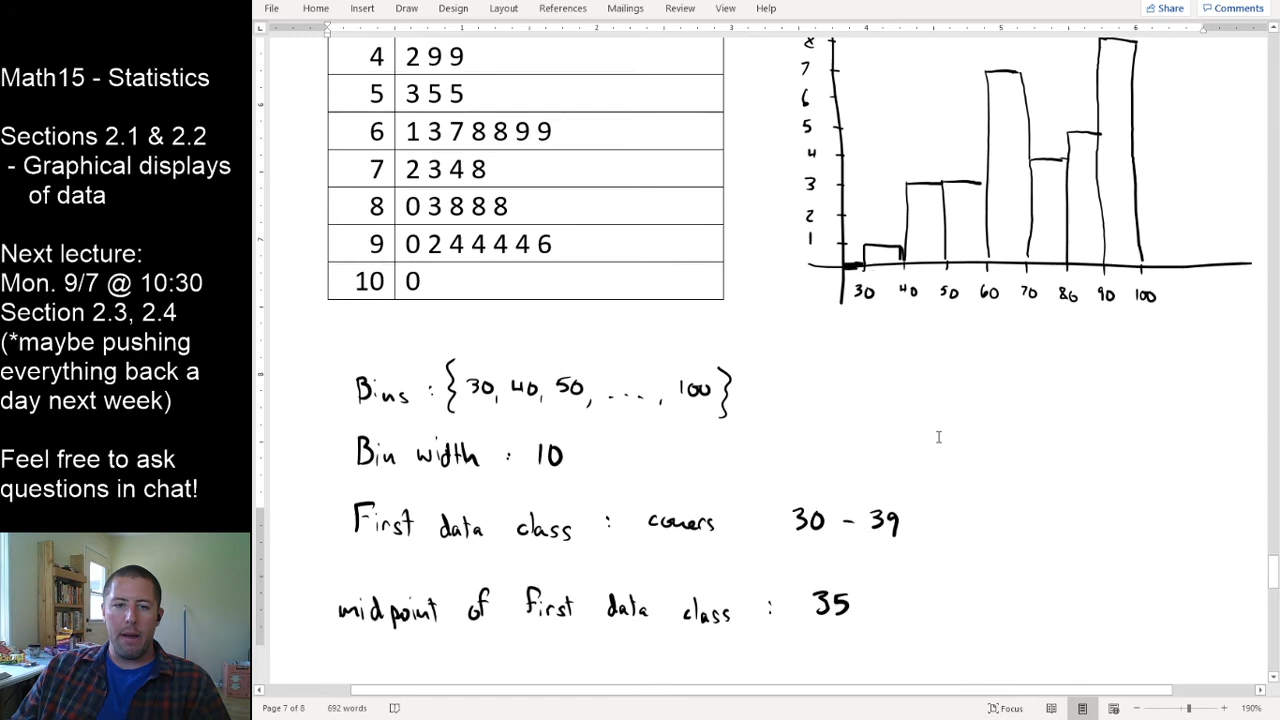 File Home Insert Draw Design Layout References Mailings Review View Help Share Comments
1 2 3 4 5 6
Math15 - Statistics
Sections 2.1 & 2.2
- Graphical displays
of data
Next lecture:
Mon. 9/7 @ 10:30
Section 2.3, 2.4
(*maybe pushing
everything back a
day next week)
Feel free to ask
questions in chat!
4 2 9 9
5 3 5 5
6 1 3 7 8 8 9 9
7 2 3 4 8
8 0 3 8 8 8
9 0 2 4 4 4 4 6
10 0
8
7
6
5
4
3
2
1
30 40 50 60 70 80 90 100
Bins : { 30, 40, 50, ...., 100 }
Bin width : 10
First data class : covers 30 - 39
midpoint of first data class : 35
Page 7 of 8 692 words Focus 190%